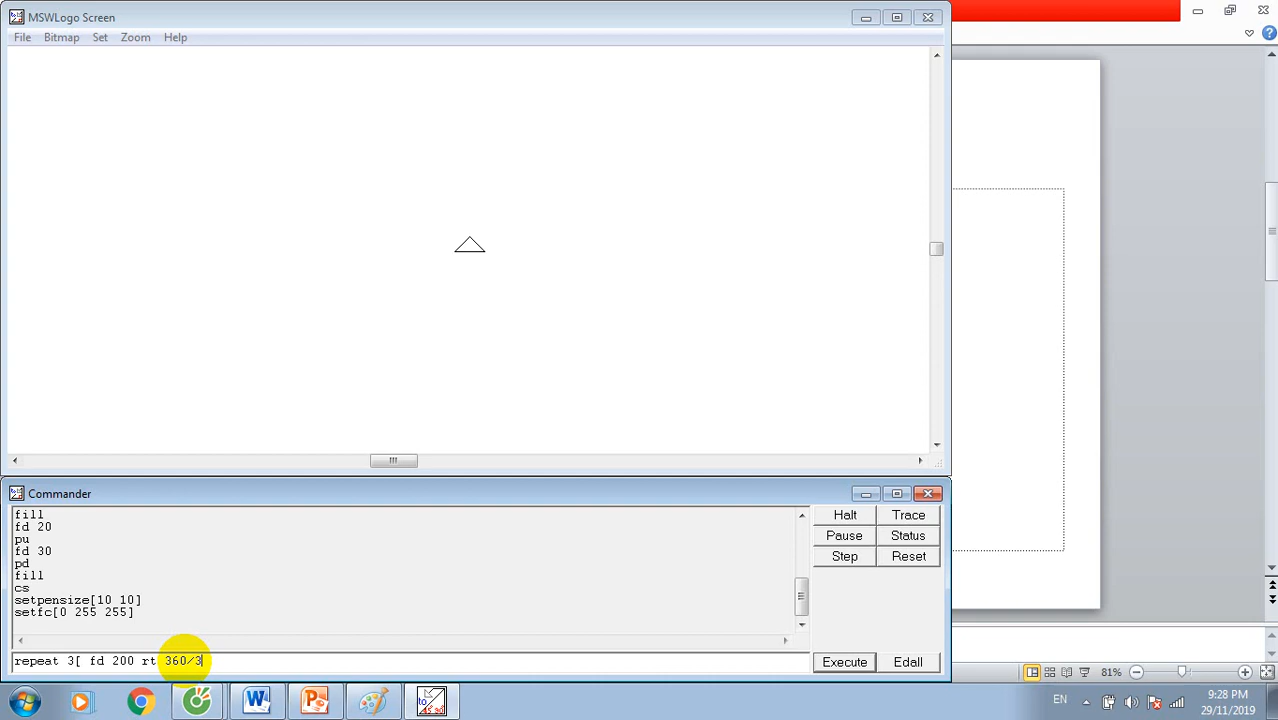 MSWLogo Screen
File Bitmap Set Zoom Help
Commander
fill
fd 20
pu
fd 30
pd
fill
cs
setpensize[10 10]
setfc[0 255 255]
Halt Trace
Pause Status
Step Reset
repeat 3[ fd 200 rt 360/3
Execute Edall
81%
EN
9:28 PM
29/11/2019